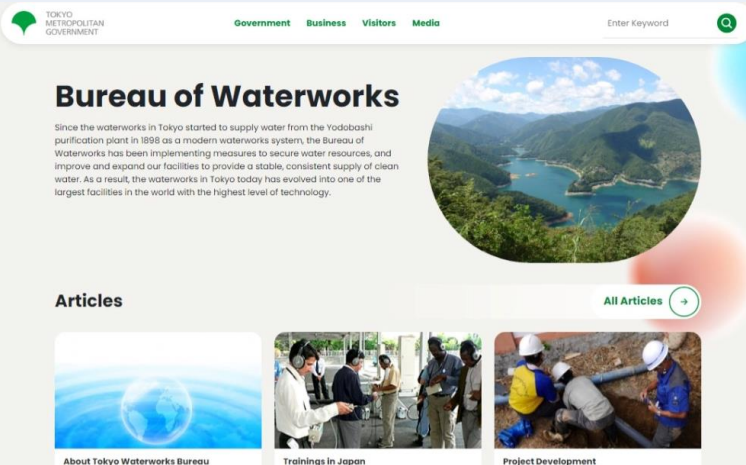 TOKYO
METROPOLITAN
GOVERNMENT
Government Business Visitors Media
Enter Keyword
Bureau of Waterworks
Since the waterworks in Tokyo started to supply water from the Yodobashi
purification plant in 1898 as a modern waterworks system, the Bureau of
Waterworks has been implementing measures to secure water resources, and
improve and expand our facilities to provide a stable, consistent supply of clean
water. As a result, the waterworks in Tokyo today has evolved into one of the
largest facilities in the world with the highest level of technology.
Articles
All Articles
About Tokyo Waterworks Bureau
Trainings in Japan
Project Development